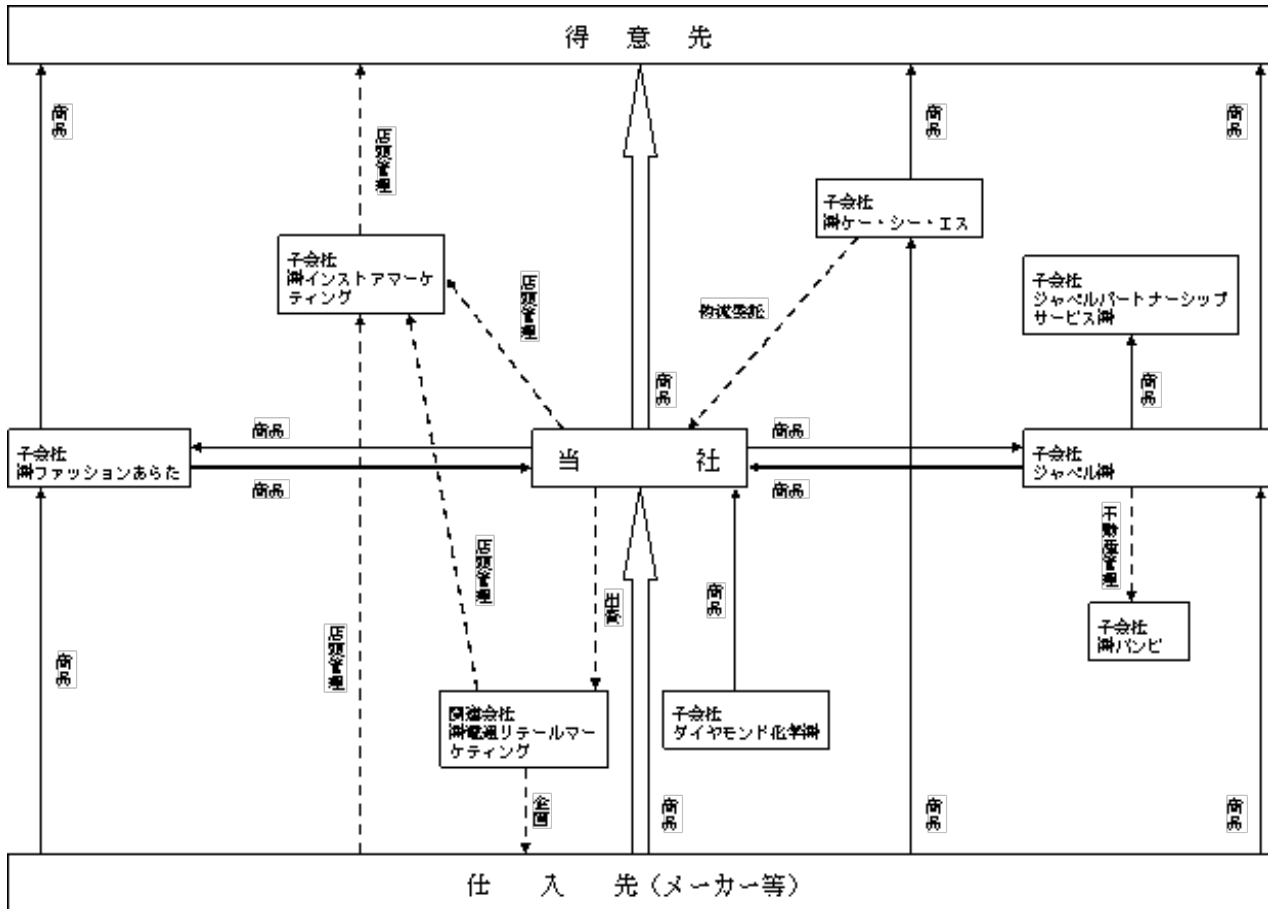 得意先
商品
商品
商品
店頭管理
子会社
㈱ケー・シー・エス
子会社
㈱インストアマーケ
ティング
店頭管理
物流委託
子会社
ジャペルパートナーシップ
サービス㈱
商品
商品
商品
商品
子会社
㈱ファッションあらた
当社
子会社
ジャペル㈱
商品
商品
店頭管理
商品
不動産管理
子会社
㈱バンビ
商品
店頭管理
関連会社
㈱電通リテールマー
ケティング
子会社
ダイヤモンド化学㈱
企画
商品
商品
商品
仕入先（メーカー等）